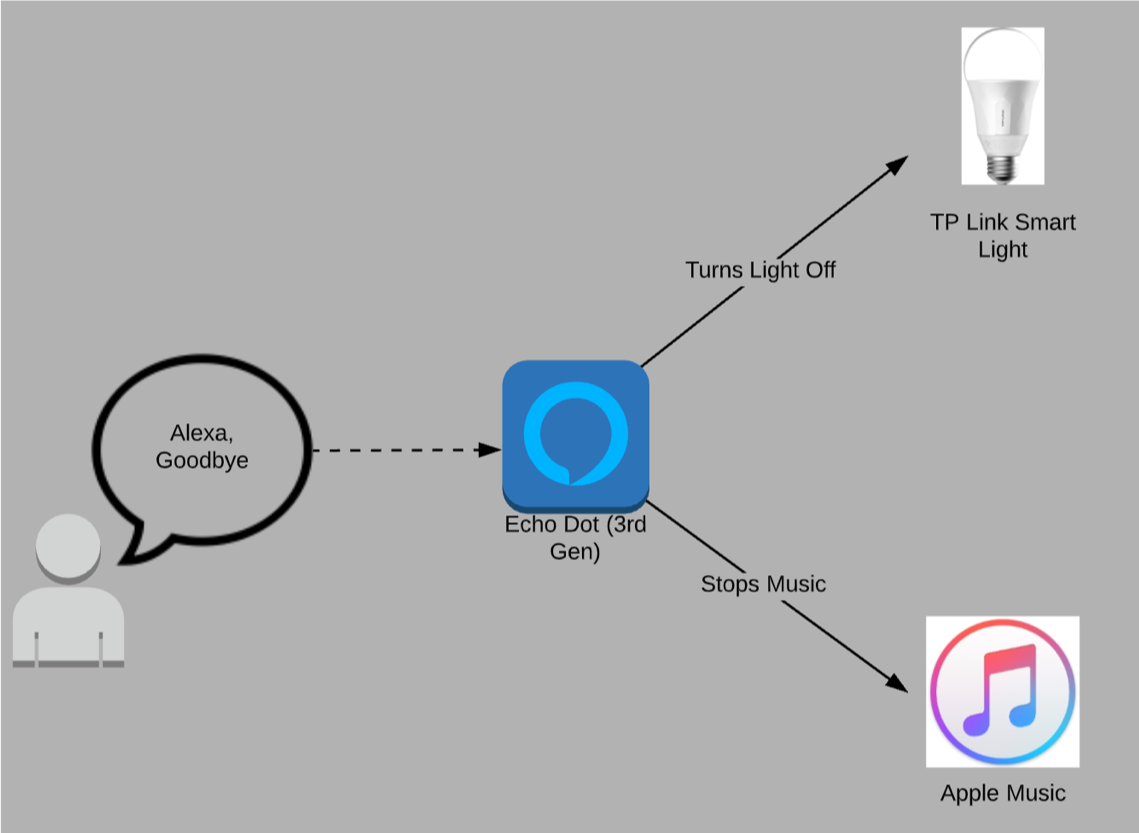 TP Link Smart
Light
Turns Light Off
Alexa,
Goodbye
Echo Dot (3rd
Gen)
Stops Music
Apple Music